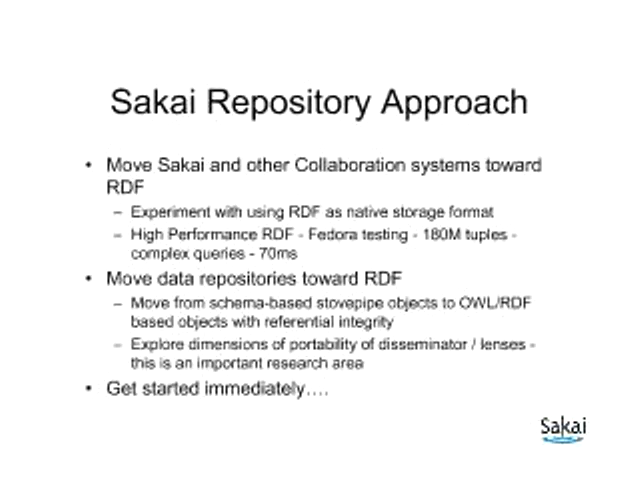 Sakai Repository Approach
• Move Sakai and other Collaboration systems toward
RDF
– Experiment with using RDF as native storage format
– High Performance RDF - Fedora testing - 180M tuples -
complex queries - 70ms
• Move data repositories toward RDF
– Move from schema-based stovepipe objects to OWL/RDF
based objects with referential integrity
– Explore dimensions of portability of disseminator / lenses -
this is an important research area
• Get started immediately….
Sakai